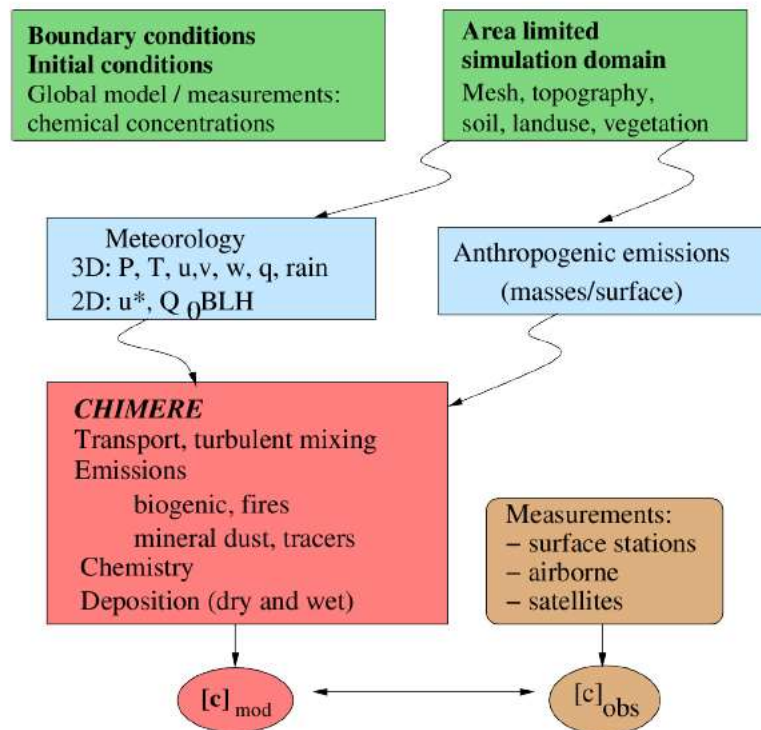 Boundary conditions
Initial conditions
Global model / measurements:
chemical concentrations
Area limited
simulation domain
Mesh, topography,
soil, landuse, vegetation
Meteorology
3D: P, T, u,v, w, q, rain
2D: u*, Q 0BLH
Anthropogenic emissions
(masses/surface)
CHIMERE
Transport, turbulent mixing
Emissions
biogenic, fires
mineral dust, tracers
Chemistry
Deposition (dry and wet)
Measurements:
– surface stations
– airborne
– satellites
[c] mod
[c]obs